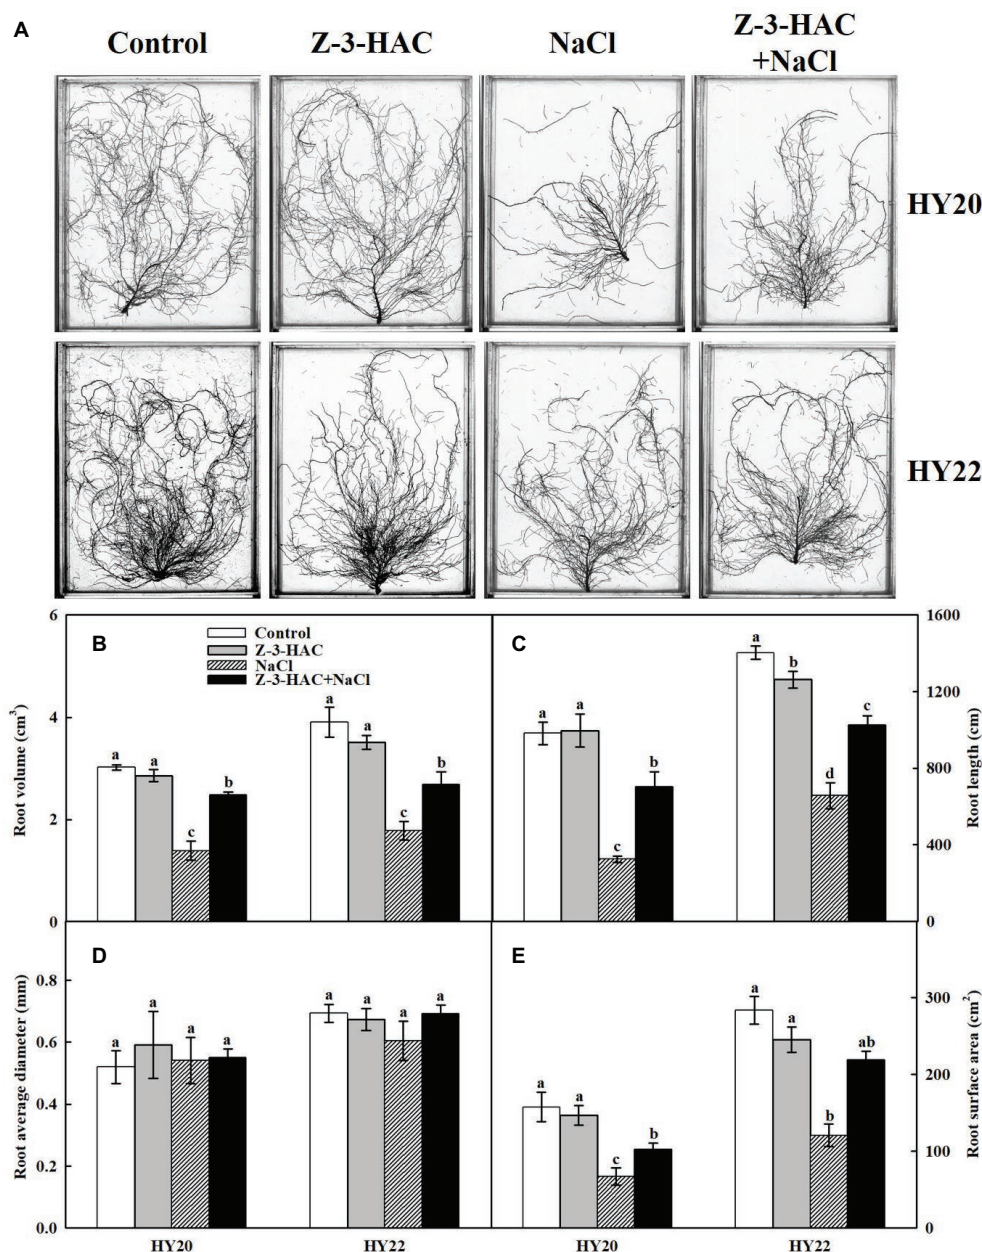 A
Control
Z-3-HAC
NaCl
Z-3-HAC
+NaCl
HY20
HY22
B
Control
Z-3-HAC
NaCl
Z-3-HAC+NaCl
Root volume (cm³)
6
4
2
0
a
a
c
b
a
a
c
b
C
a
a
c
b
a
b
d
c
1600
1200
800
400
0
Root length (cm)
D
Root average diameter (mm)
0.8
0.6
0.4
0.2
0.0
a
a
a
a
a
a
a
a
HY20
HY22
E
a
a
c
b
a
a
b
ab
300
200
100
0
Root surface area (cm²)
HY20
HY22